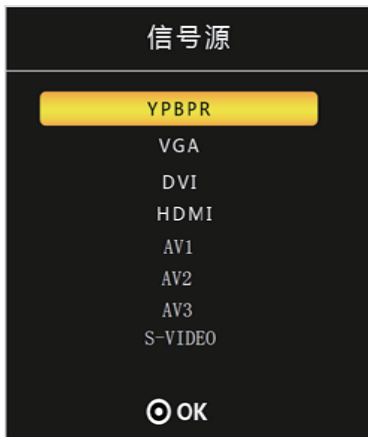 信号源
YPBPR
VGA
DVI
HDMI
AV1
AV2
AV3
S-VIDEO
OK